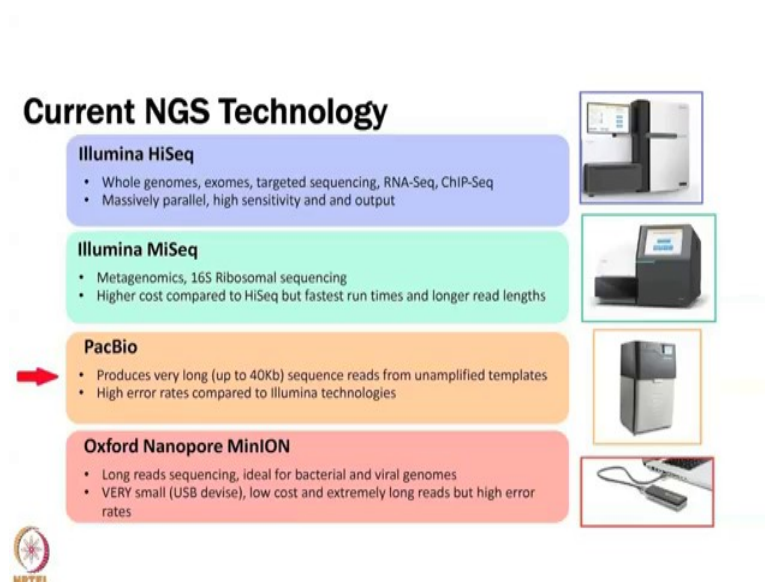 Current NGS Technology
Illumina HiSeq
• Whole genomes, exomes, targeted sequencing, RNA-Seq, ChIP-Seq
• Massively parallel, high sensitivity and and output
Illumina MiSeq
• Metagenomics, 16S Ribosomal sequencing
• Higher cost compared to HiSeq but fastest run times and longer read lengths
PacBio
• Produces very long (up to 40Kb) sequence reads from unamplified templates
• High error rates compared to Illumina technologies
Oxford Nanopore MinION
• Long reads sequencing, ideal for bacterial and viral genomes
• VERY small (USB devise), low cost and extremely long reads but high error
rates
NPTEL